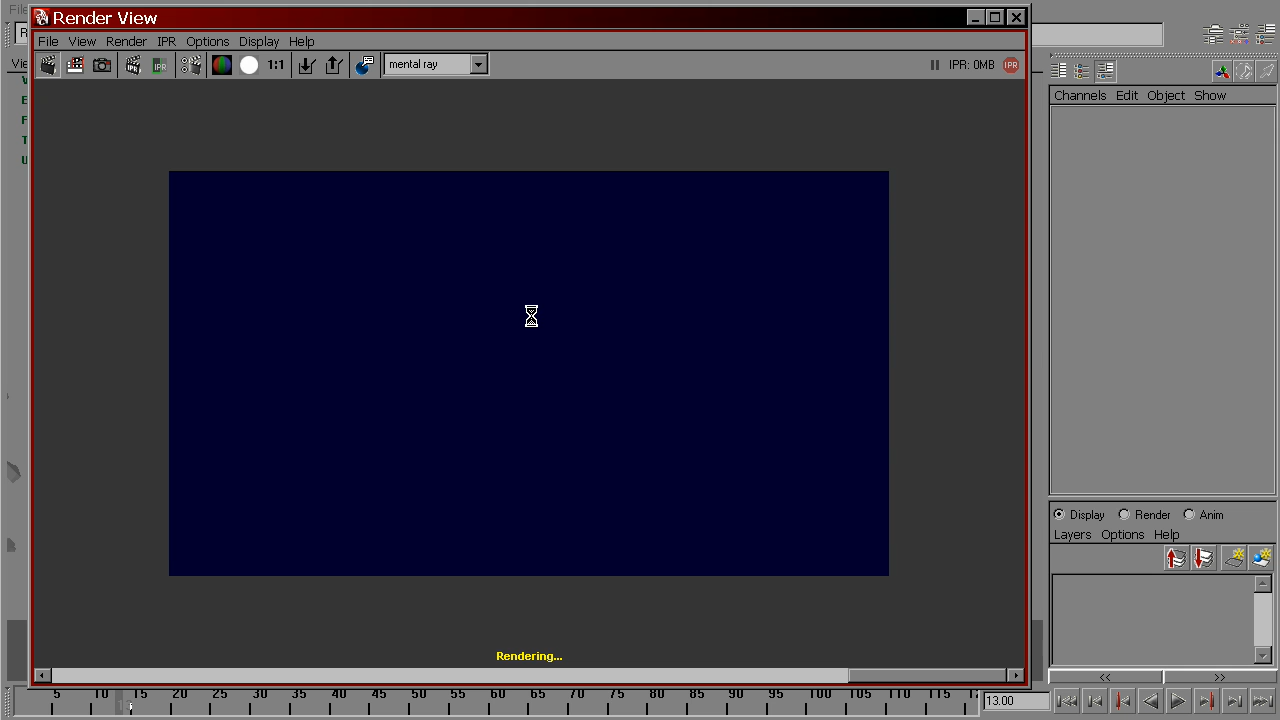 File
Render View
R
File View Render IPR Options Display Help
1:1
mental ray
IPR: 0MB
IPR
Channels Edit Object Show
Rendering...
Display Render Anim
Layers Options Help
<< >>
5 10 15 20 25 30 35 40 45 50 55 60 65 70 75 80 85 90 95 100 105 110 115
13.00